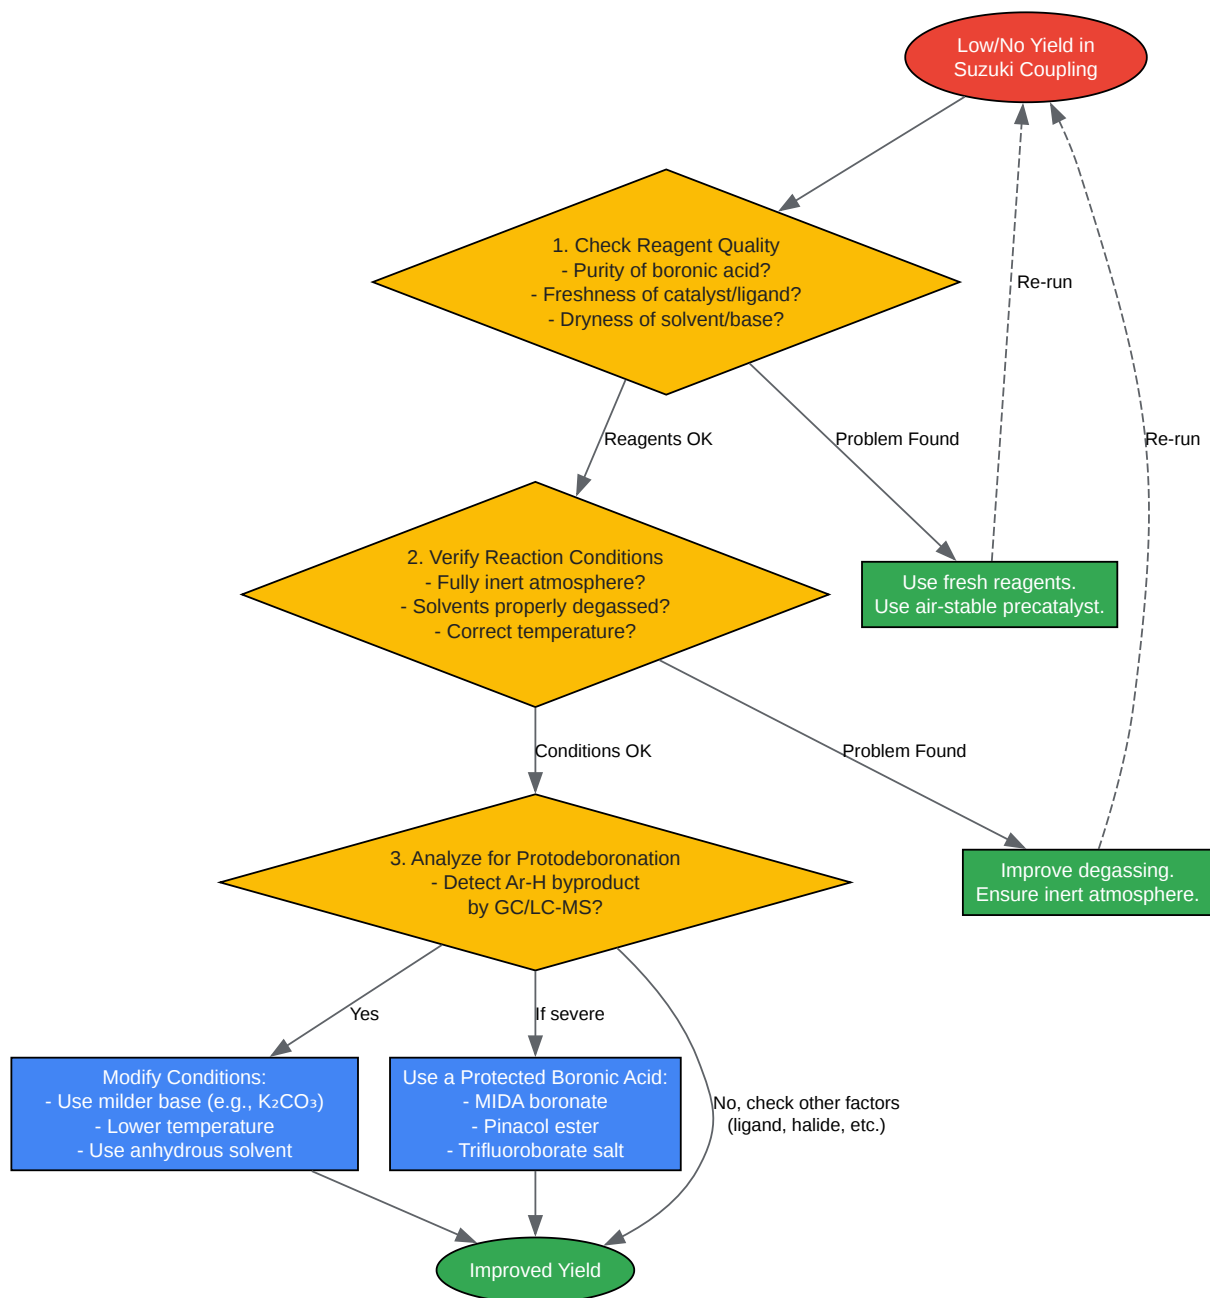 Low/No Yield in
Suzuki Coupling
1. Check Reagent Quality
- Purity of boronic acid?
- Freshness of catalyst/ligand?
- Dryness of solvent/base?
Re-run
Reagents OK
Problem Found
Re-run
2. Verify Reaction Conditions
- Fully inert atmosphere?
- Solvents properly degassed?
- Correct temperature?
Use fresh reagents.
Use air-stable precatalyst.
Conditions OK
Problem Found
3. Analyze for Protodeboronation
- Detect Ar-H byproduct
by GC/LC-MS?
Improve degassing.
Ensure inert atmosphere.
Yes
If severe
Modify Conditions:
- Use milder base (e.g., K₂CO₃)
- Lower temperature
- Use anhydrous solvent
Use a Protected Boronic Acid:
- MIDA boronate
- Pinacol ester
- Trifluoroborate salt
No, check other factors
(ligand, halide, etc.)
Improved Yield